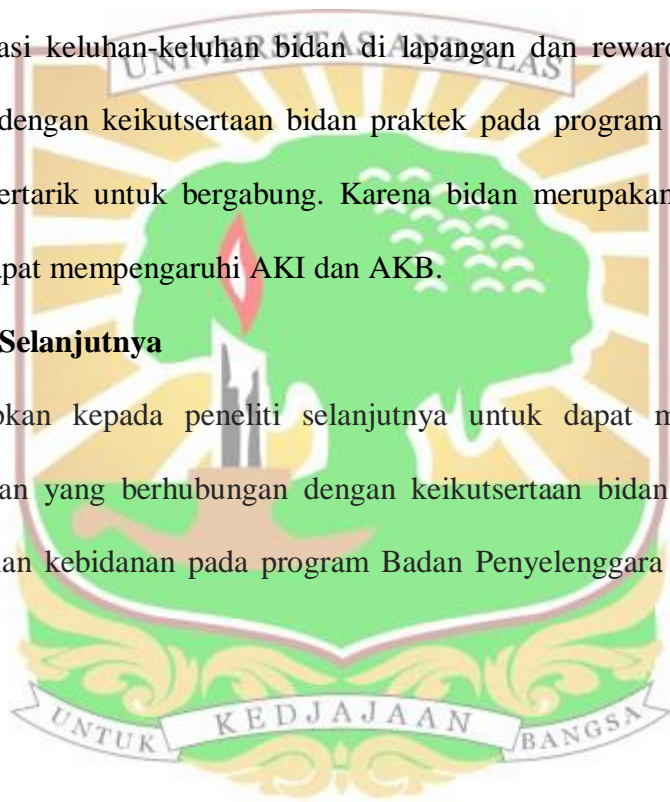 UNIVERSITAS ANDALAS
asi keluhan-keluhan bidan di lapangan dan reward
dengan keikutsertaan bidan praktek pada program
ertarik untuk bergabung. Karena bidan merupakan
apat mempengaruhi AKI dan AKB.
Selanjutnya
pkan kepada peneliti selanjutnya untuk dapat m
an yang berhubungan dengan keikutsertaan bidan
an kebidanan pada program Badan Penyelenggara
UNTUK KEDJAJAAN BANGSA